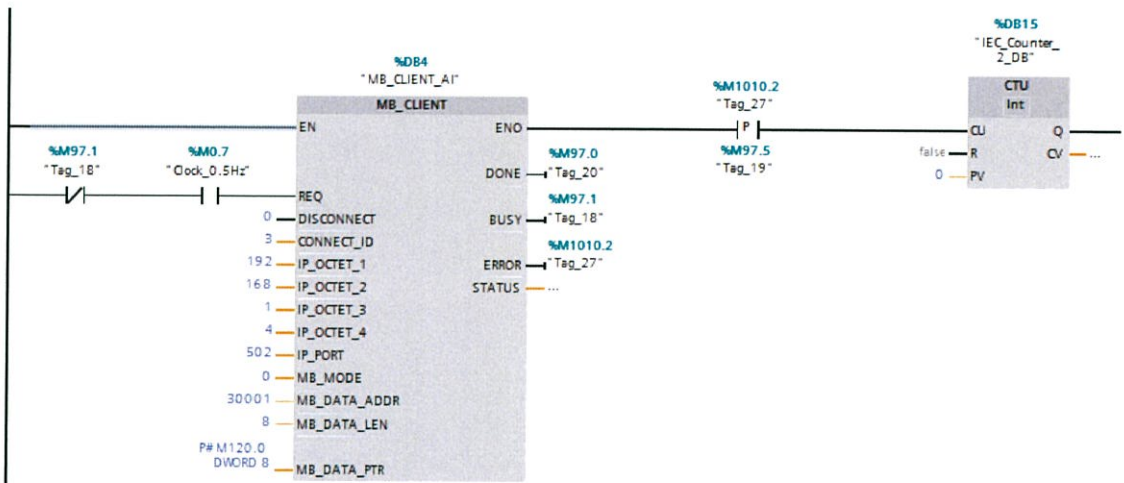 %DB15
"IEC_Counter_
2_DB"
CTU
Int
CU
Q
false
R
CV
...
0
PV
%DB4
"MB_CLIENT_AI"
MB_CLIENT
EN
ENO
%M1010.2
"Tag_27"
P
%M97.5
"Tag_19"
%M97.1
"Tag_18"
%M0.7
"Clock_0.5Hz"
REQ
DONE
%M97.0
"Tag_20"
0
DISCONNECT
BUSY
%M97.1
"Tag_18"
3
CONNECT_ID
192
IP_OCTET_1
ERROR
%M1010.2
"Tag_27"
168
IP_OCTET_2
STATUS
...
1
IP_OCTET_3
4
IP_OCTET_4
502
IP_PORT
0
MB_MODE
30001
MB_DATA_ADDR
8
MB_DATA_LEN
P# M120.0
DWORD 8
MB_DATA_PTR